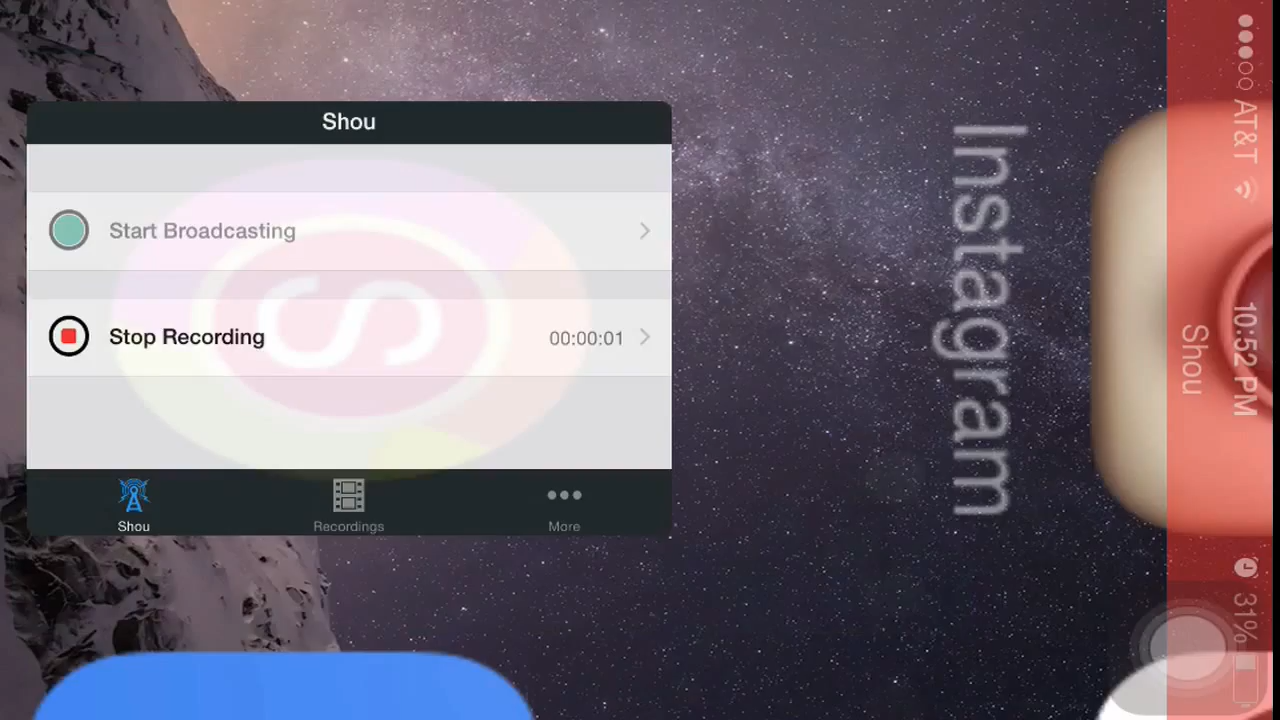 Shou
Start Broadcasting
Stop Recording 00:00:01
Shou Recordings More
Instagram
AT&T 10:52 PM 31%
Shou